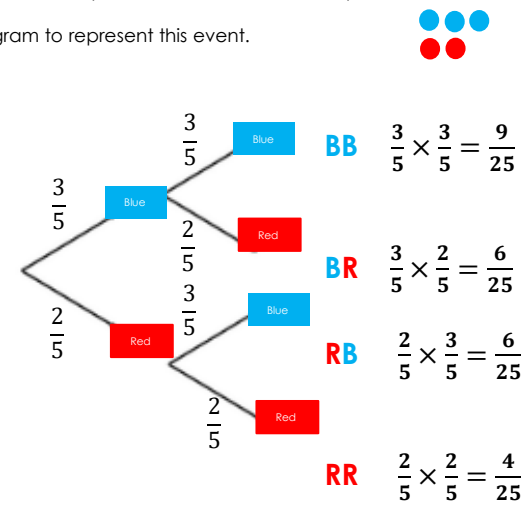 gram to represent this event.
3/5 Blue BB 3/5 × 3/5 = 9/25
3/5 Blue
2/5 Red BR 3/5 × 2/5 = 6/25
3/5 Blue RB 2/5 × 3/5 = 6/25
2/5 Red
2/5 Red
RR 2/5 × 2/5 = 4/25